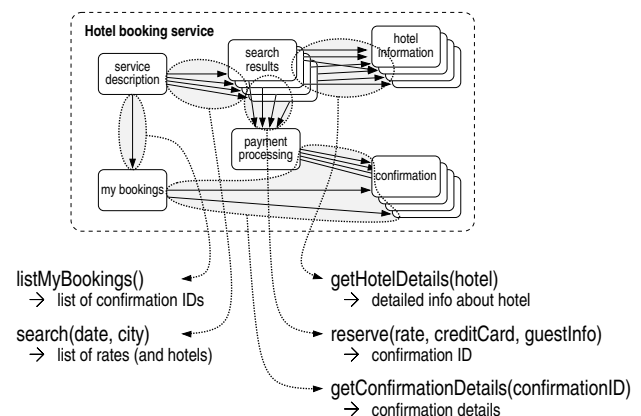 Hotel booking service
service
description
search
results
hotel
information
payment
processing
my bookings
confirmation
listMyBookings()
→ list of confirmation IDs
search(date, city)
→ list of rates (and hotels)
getHotelDetails(hotel)
→ detailed info about hotel
reserve(rate, creditCard, guestInfo)
→ confirmation ID
getConfirmationDetails(confirmationID)
→ confirmation details